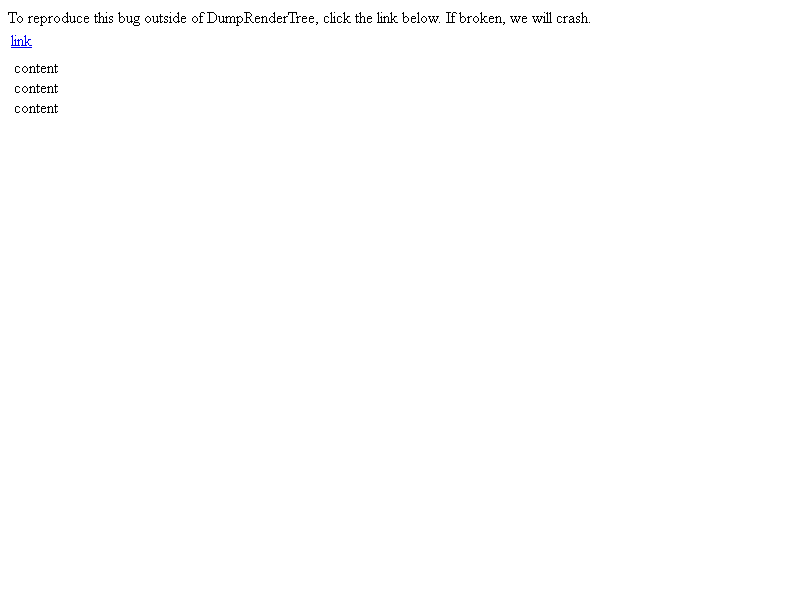 To reproduce this bug outside of DumpRenderTree, click the link below. If broken, we will crash.
link
content
content
content